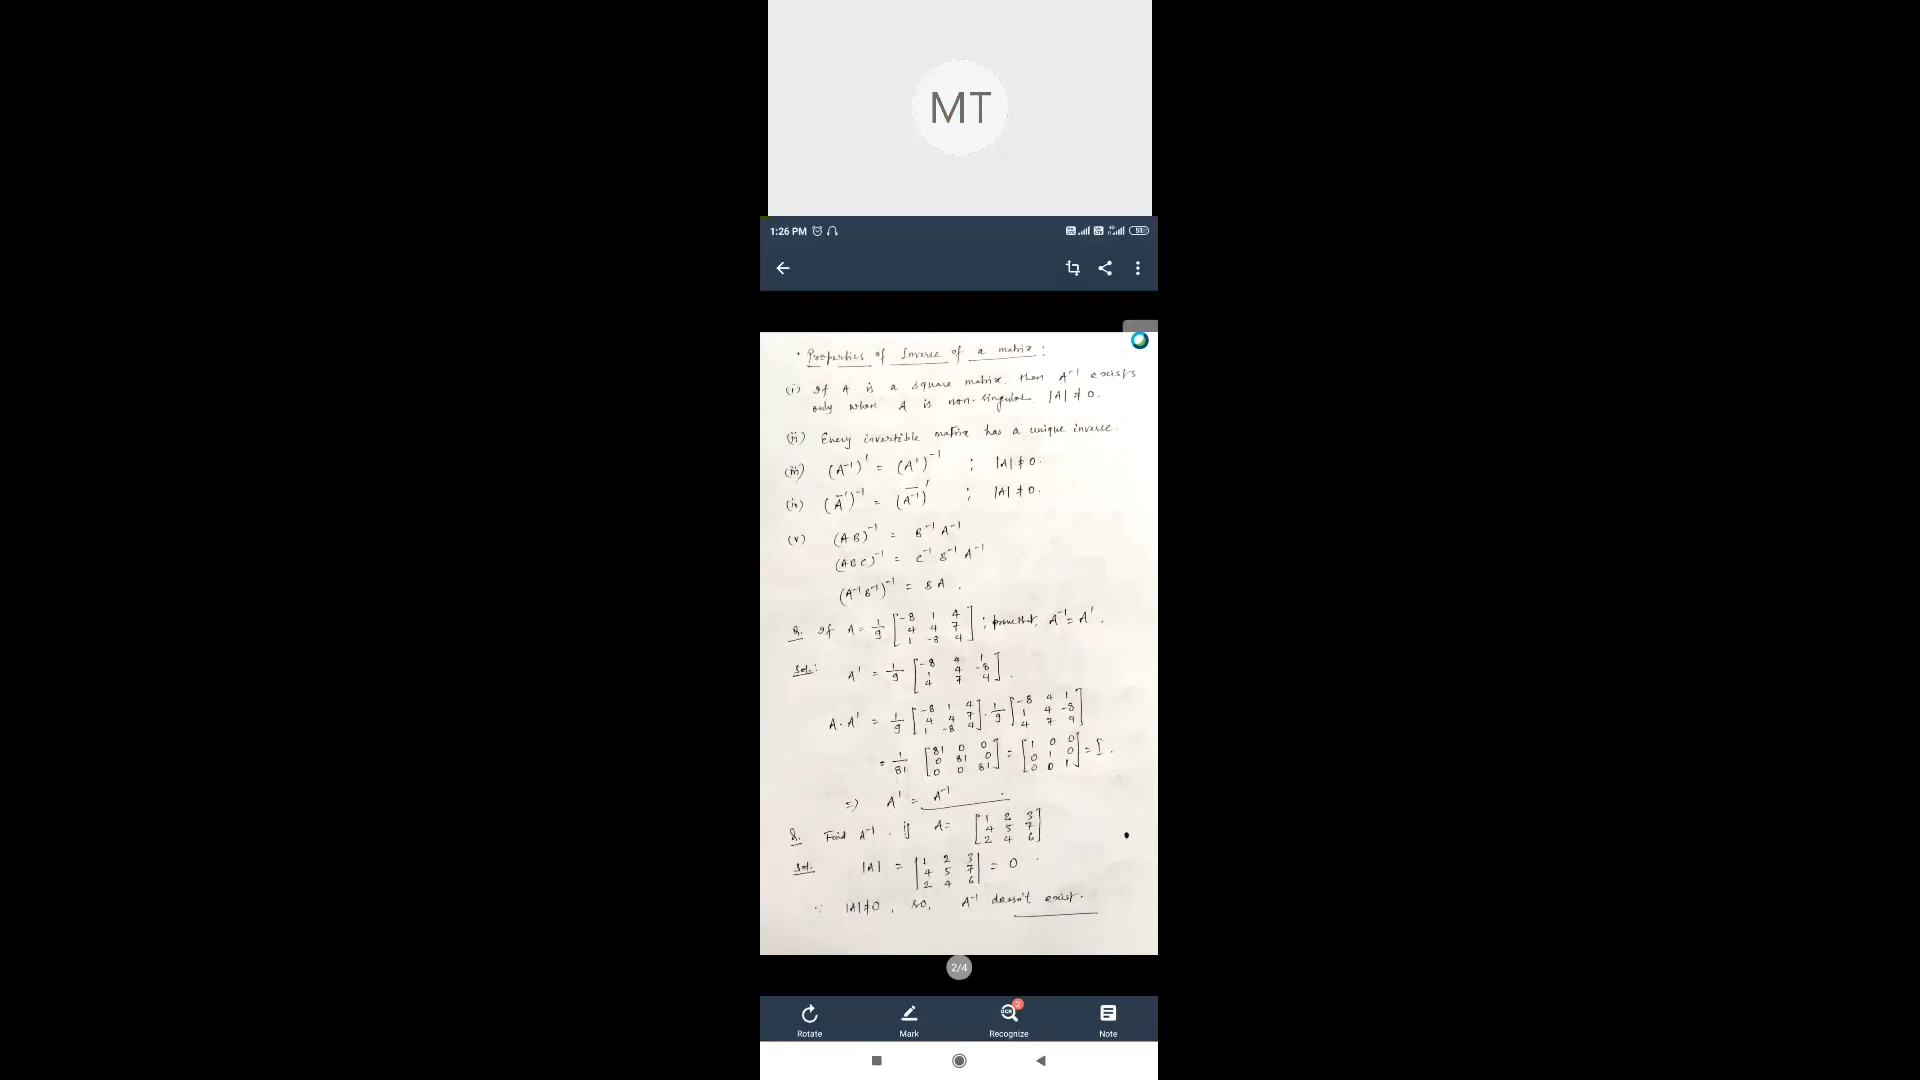 MT
1:26 PM
51
• Properties of Inverse of a matrix :
(i) If A is a square matrix. then A⁻¹ exists
only when A is non-singular. |A| ≠ 0.
(ii) Every invertible matrix has a unique inverse.
(iii) (A⁻¹)' = (A')⁻¹ ; |A| ≠ 0.
(iv) (A̅')⁻¹ = (A̅⁻¹)' ; |A| ≠ 0.
(v) (AB)⁻¹ = B⁻¹ A⁻¹
(ABC)⁻¹ = C⁻¹ B⁻¹ A⁻¹
(A⁻¹B⁻¹)⁻¹ = BA .
Q. If A = 1/9 [-8 1 4; 4 4 7; 1 -8 4] ; prove that, A⁻¹ = A' .
Sol: A' = 1/9 [-8 4 1; 1 4 -8; 4 7 4] .
A.A' = 1/9 [-8 1 4; 4 4 7; 1 -8 4] . 1/9 [-8 4 1; 1 4 -8; 4 7 4]
= 1/81 [81 0 0; 0 81 0; 0 0 81] = [1 0 0; 0 1 0; 0 0 1] = I .
=> A' = A⁻¹
Q. Find A⁻¹ . if A = [1 2 3; 4 5 7; 2 4 6]
Sol. |A| = |1 2 3; 4 5 7; 2 4 6| = 0
∵ |A| ≠ 0 , so, A⁻¹ doesn't exist.
2/4
OCR
2
Rotate Mark Recognize Note